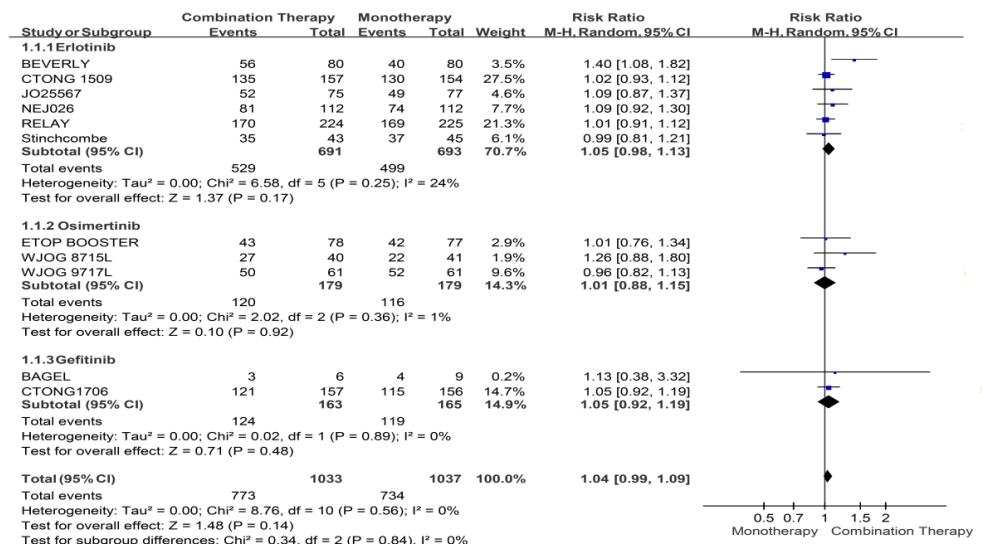 Combination Therapy Monotherapy Risk Ratio Risk Ratio
Study or Subgroup Events Total Events Total Weight M-H, Random, 95% CI M-H, Random, 95% CI
1.1.1 Erlotinib
BEVERLY 56 80 40 80 3.5% 1.40 [1.08, 1.82]
CTONG 1509 135 157 130 154 27.5% 1.02 [0.93, 1.12]
JO25567 52 75 49 77 4.6% 1.09 [0.87, 1.37]
NEJ026 81 112 74 112 7.7% 1.09 [0.92, 1.30]
RELAY 170 224 169 225 21.3% 1.01 [0.91, 1.12]
Stinchcombe 35 43 37 45 6.1% 0.99 [0.81, 1.21]
Subtotal (95% CI) 691 693 70.7% 1.05 [0.98, 1.13]
Total events 529 499
Heterogeneity: Tau² = 0.00; Chi² = 6.58, df = 5 (P = 0.25); I² = 24%
Test for overall effect: Z = 1.37 (P = 0.17)
1.1.2 Osimertinib
ETOP BOOSTER 43 78 42 77 2.9% 1.01 [0.76, 1.34]
WJOG 8715L 27 40 22 41 1.9% 1.26 [0.88, 1.80]
WJOG 9717L 50 61 52 61 9.6% 0.96 [0.82, 1.13]
Subtotal (95% CI) 179 179 14.3% 1.01 [0.88, 1.15]
Total events 120 116
Heterogeneity: Tau² = 0.00; Chi² = 2.02, df = 2 (P = 0.36); I² = 1%
Test for overall effect: Z = 0.10 (P = 0.92)
1.1.3 Gefitinib
BAGEL 3 6 4 9 0.2% 1.13 [0.38, 3.32]
CTONG1706 121 157 115 156 14.7% 1.05 [0.92, 1.19]
Subtotal (95% CI) 163 165 14.9% 1.05 [0.92, 1.19]
Total events 124 119
Heterogeneity: Tau² = 0.00; Chi² = 0.02, df = 1 (P = 0.89); I² = 0%
Test for overall effect: Z = 0.71 (P = 0.48)
Total (95% CI) 1033 1037 100.0% 1.04 [0.99, 1.09]
Total events 773 734
Heterogeneity: Tau² = 0.00; Chi² = 8.76, df = 10 (P = 0.56); I² = 0%
Test for overall effect: Z = 1.48 (P = 0.14)
Test for subgroup differences: Chi² = 0.34, df = 2 (P = 0.84), I² = 0%
0.5 0.7 1 1.5 2
Monotherapy Combination Therapy